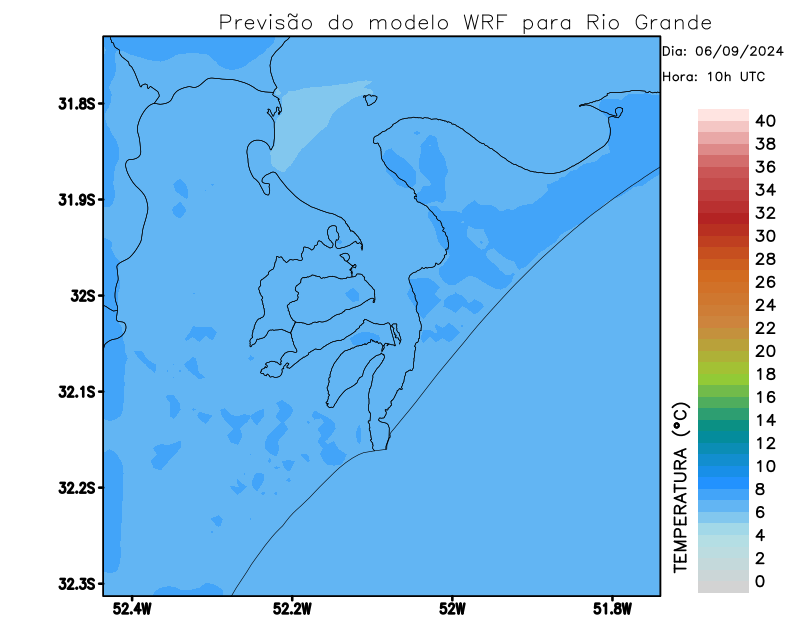 Previsão do modelo WRF para Rio Grande
Dia: 06/09/2024
Hora: 10h UTC
31.8S
31.9S
32S
32.1S
32.2S
32.3S
52.4W
52.2W
52W
51.8W
TEMPERATURA (°C)
40
38
36
34
32
30
28
26
24
22
20
18
16
14
12
10
8
6
4
2
0